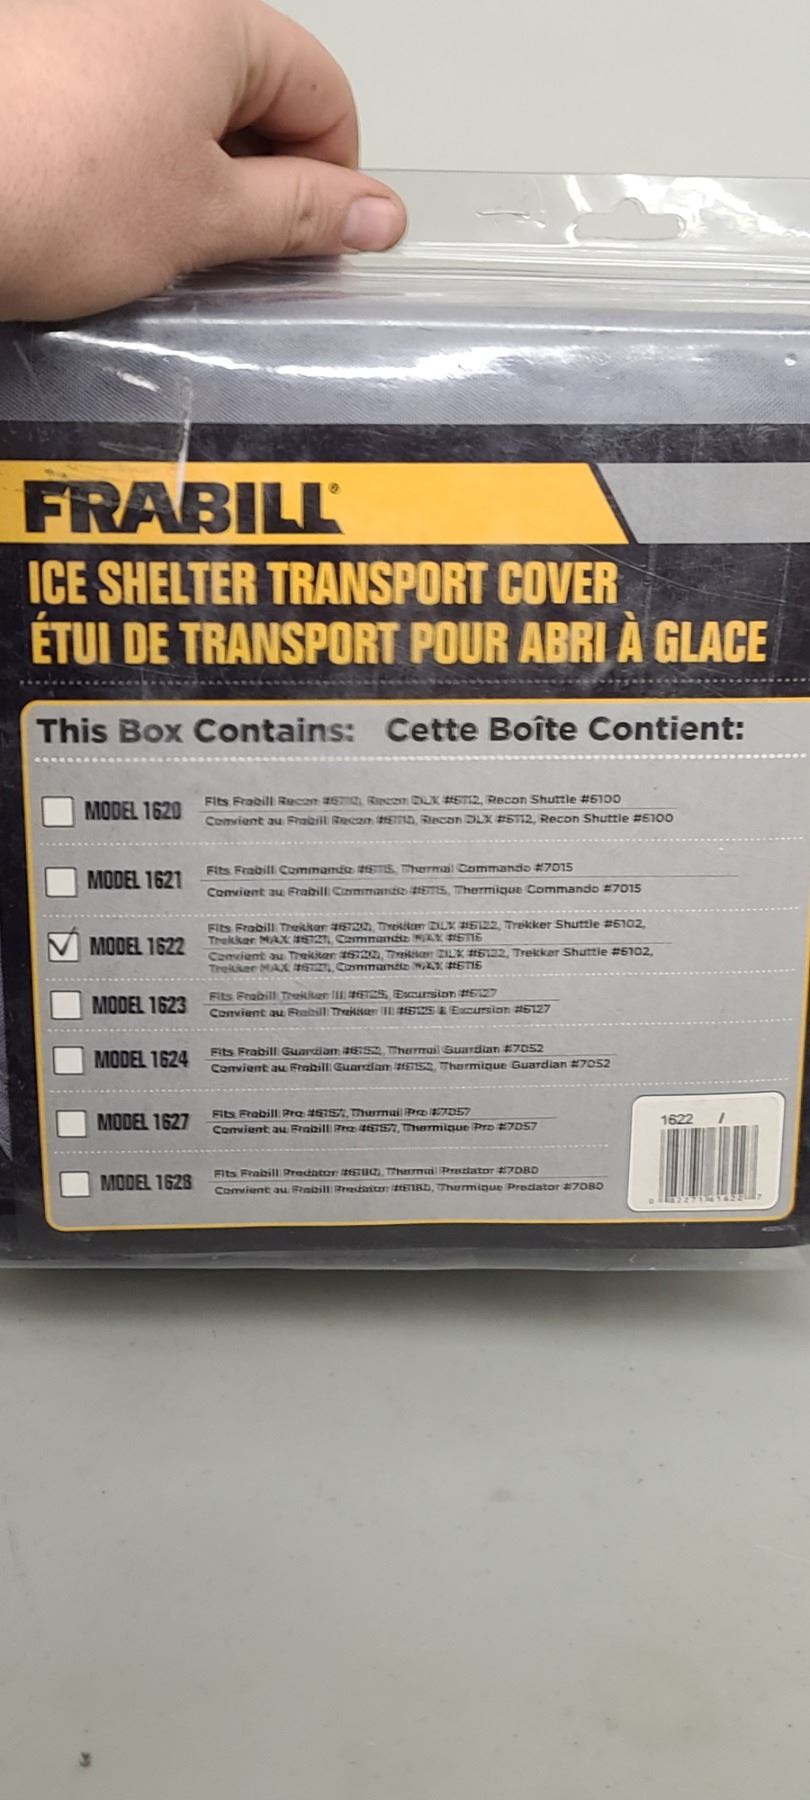 FRABILL®
ICE SHELTER TRANSPORT COVER
ÉTUI DE TRANSPORT POUR ABRI À GLACE
This Box Contains: Cette Boîte Contient:
MODEL 1620
Fits Frabill Recon Recon DLX #6112, Recon Shuttle #6100
Convient au Frabill Recon Recon DLX #6112, Recon Shuttle #6100
MODEL 1621
Fits Frabill Commando #6115, Thermal Commando #7015
Convient au Frabill Commando #6115, Thermique Commando #7015
MODEL 1622
Fits Frabill Trekker Trekker DLX #6122, Trekker Shuttle #6102,
Trekker MAX #6121, Commando MAX #6116
Convient au Trekker Trekker DLX #6122, Trekker Shuttle #6102,
Trekker MAX #6121, Commando MAX #6116
MODEL 1623
Fits Frabill Trekker III #6125, Excursion #6127
Convient au Frabill Trekker III #6125 & Excursion #6127
MODEL 1624
Fits Frabill Guardian #6152, Thermal Guardian #7052
Convient au Frabill Guardian #6152, Thermique Guardian #7052
MODEL 1627
Fits Frabill Pro #6157, Thermal Pro #7057
Convient au Frabill Pro #6157, Thermique Pro #7057
MODEL 1628
Fits Frabill Predator #6180, Thermal Predator #7080
Convient au Frabill Predator #6180, Thermique Predator #7080
1622 /